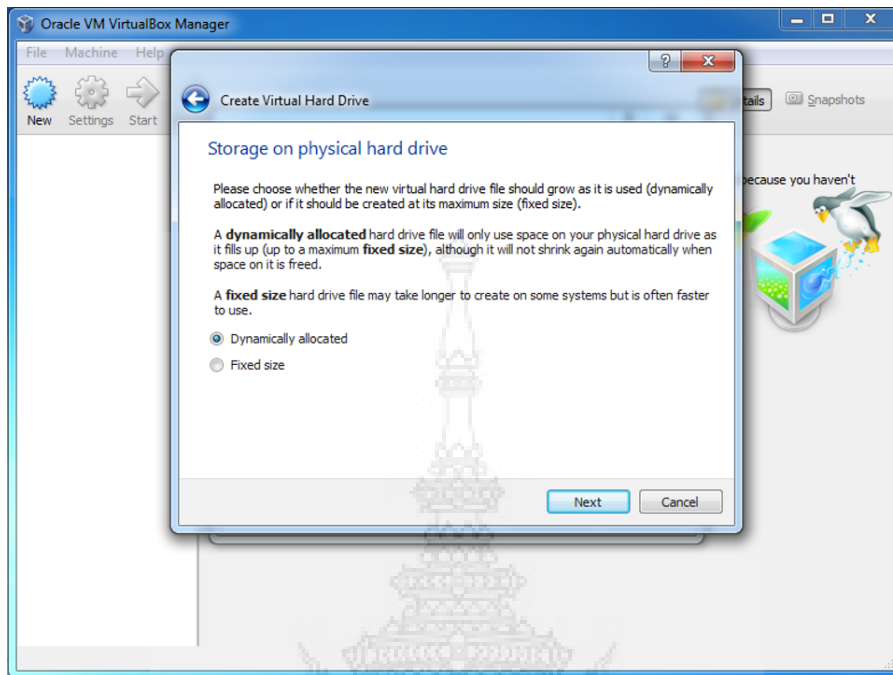 Oracle VM VirtualBox Manager
File Machine Help
New Settings Start
tails Snapshots
Create Virtual Hard Drive
Storage on physical hard drive
Please choose whether the new virtual hard drive file should grow as it is used (dynamically
allocated) or if it should be created at its maximum size (fixed size).
A dynamically allocated hard drive file will only use space on your physical hard drive as
it fills up (up to a maximum fixed size), although it will not shrink again automatically when
space on it is freed.
A fixed size hard drive file may take longer to create on some systems but is often faster
to use.
Dynamically allocated
Fixed size
Next Cancel
because you haven't